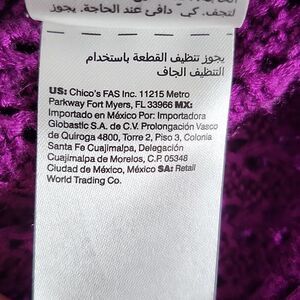 لتجف. كي دافئ عند الحاجة. يجوز
يجوز تنظيف القطعة باستخدام
التنظيف الجاف
US: Chico's FAS Inc. 11215 Metro
Parkway Fort Myers, FL 33966 MX:
Importado en México Por: Importadora
Globastic S.A. de C.V. Prolongación Vasco
de Quiroga 4800, Torre 2, Piso 3, Colonia
Santa Fe Cuajimalpa, Delegación
Cuajimalpa de Morelos, C.P. 05348
Ciudad de México, México SA: Retail
World Trading Co.